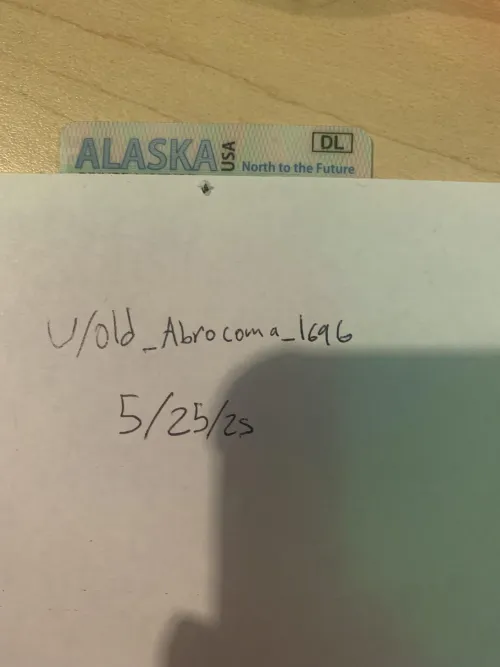 ALASKA USA DL
North to the Future
U/old_Abrocoma_1696
5/25/25